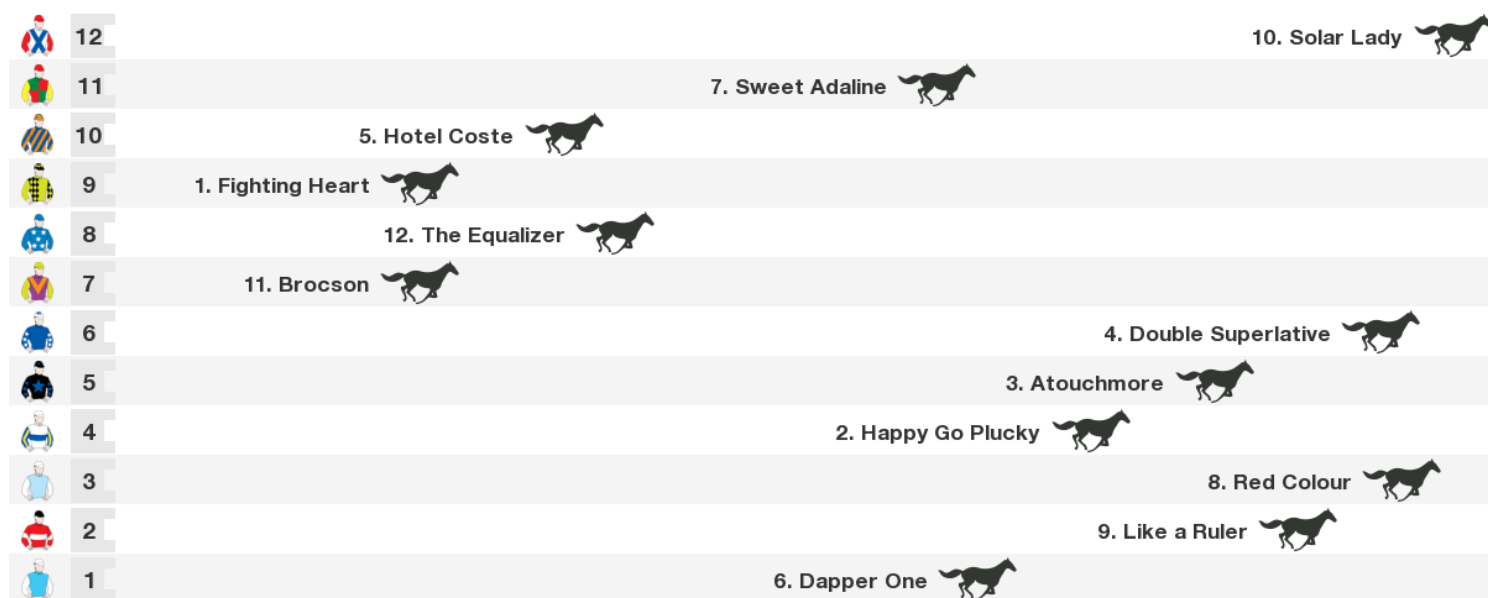 12 10. Solar Lady
11 7. Sweet Adaline
10 5. Hotel Coste
9 1. Fighting Heart
8 12. The Equalizer
7 11. Brocson
6 4. Double Superlative
5 3. Atouchmore
4 2. Happy Go Plucky
3 8. Red Colour
2 9. Like a Ruler
1 6. Dapper One